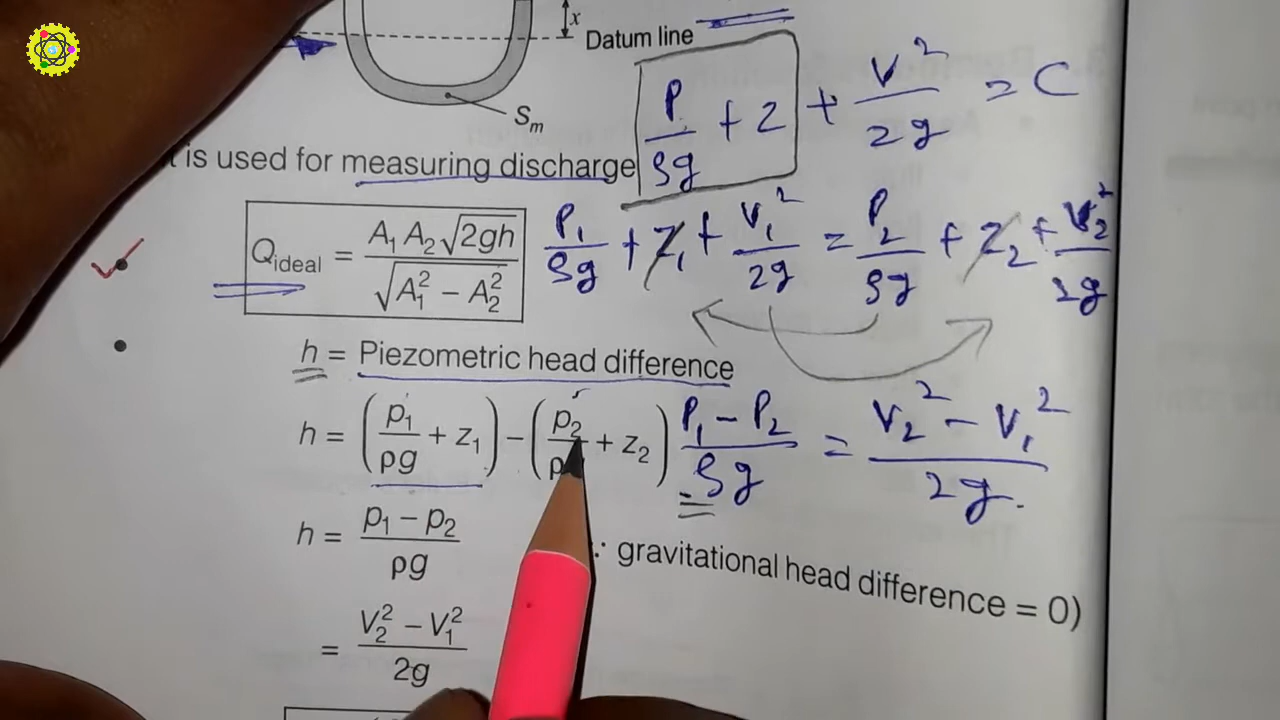 x
Datum line
S_m
P/ρg + Z + V²/2g = C
is used for measuring discharge
Q_ideal = A₁ A₂ √2gh / √A₁² − A₂²
P₁/ρg + Z₁ + V₁²/2g = P₂/ρg + Z₂ + V₂²/2g
h = Piezometric head difference
h = (p₁/ρg + z₁) − (p₂/ρ + z₂)
P₁ − P₂/ρg = V₂² − V₁²/2g.
h = p₁ − p₂/ρg
∵ gravitational head difference = 0)
= V₂² − V₁²/2g